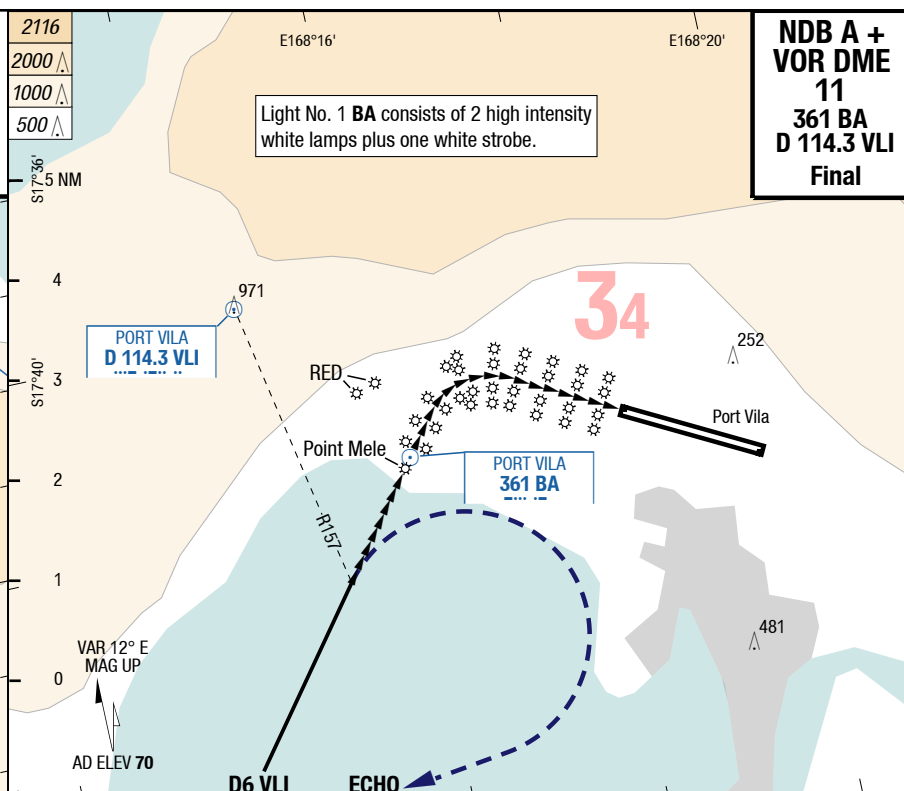 2116
2000
1000
500
E168°16'
E168°20'
NDB A +
VOR DME
11
361 BA
D 114.3 VLI
Final
Light No. 1 BA consists of 2 high intensity
white lamps plus one white strobe.
S17°36'
5 NM
4
971
34
PORT VILA
D 114.3 VLI
252
S17°40'
3
RED
Port Vila
Point Mele
2
PORT VILA
361 BA
R157
1
481
VAR 12° E
MAG UP
0
AD ELEV 70
D6 VLI
ECHO